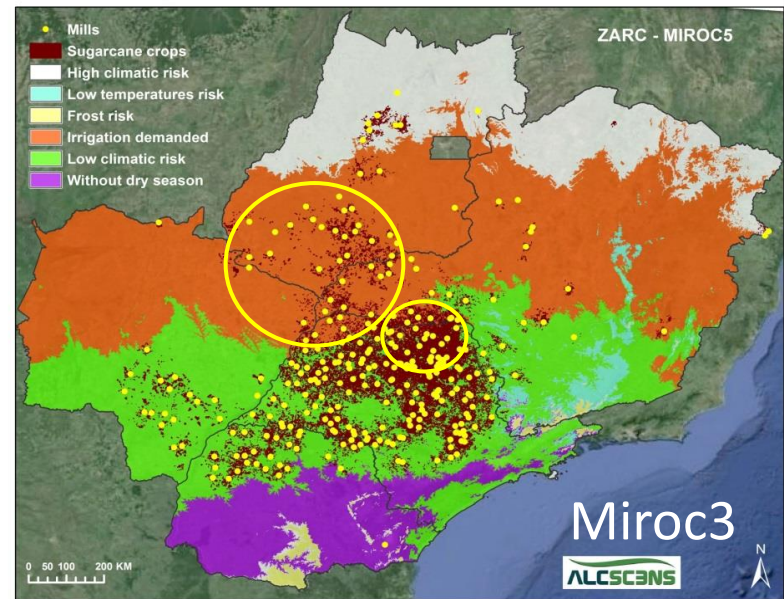 ZARC - MIROC5
Mills
Sugarcane crops
High climatic risk
Low temperatures risk
Frost risk
Irrigation demanded
Low climatic risk
Without dry season
Miroc3
0 50 100 200 KM
ALCSC3NS
N